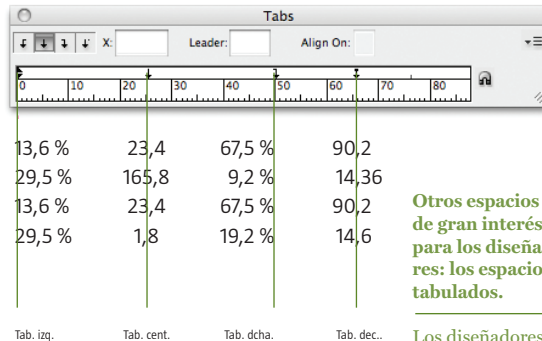 Tabs
X: Leader: Align On:
0 10 20 30 40 50 60 70 80
13,6 % 23,4 67,5 % 90,2
29,5 % 165,8 9,2 % 14,36
13,6 % 23,4 67,5 % 90,2
29,5 % 1,8 19,2 % 14,6
Tab. izq. Tab. cent. Tab. dcha. Tab. dec..
Otros espacios
de gran interés
para los diseña
res: los espacio
tabulados.
Los diseñadores